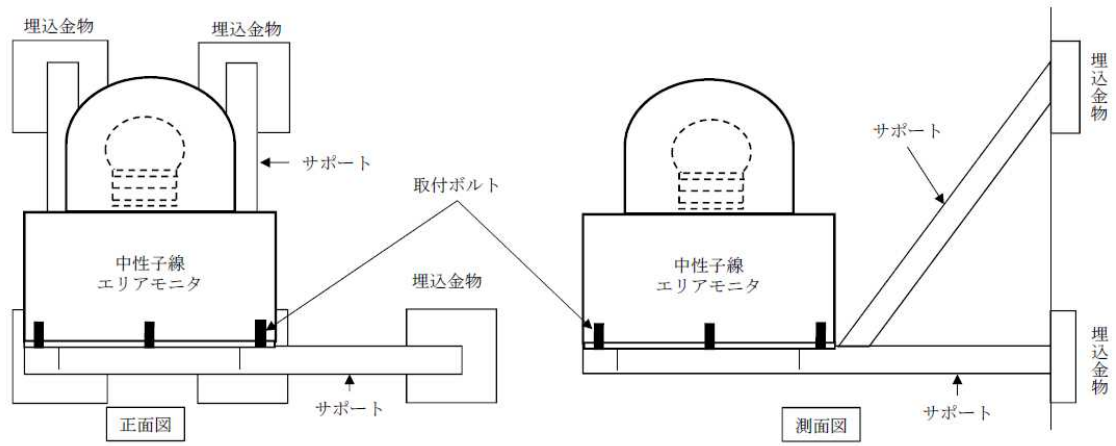 埋込金物
埋込金物
サポート
取付ボルト
中性子線
エリアモニタ
埋込金物
サポート
正面図
埋込金物
サポート
中性子線
エリアモニタ
埋込金物
サポート
測面図